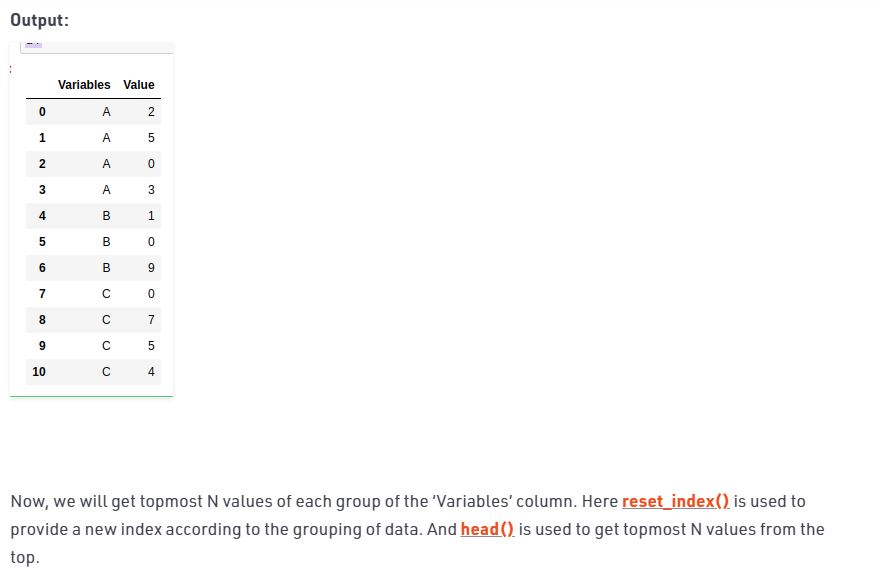 Output:
Variables Value
0 A 2
1 A 5
2 A 0
3 A 3
4 B 1
5 B 0
6 B 9
7 C 0
8 C 7
9 C 5
10 C 4
Now, we will get topmost N values of each group of the ‘Variables’ column. Here reset_index() is used to
provide a new index according to the grouping of data. And head() is used to get topmost N values from the
top.